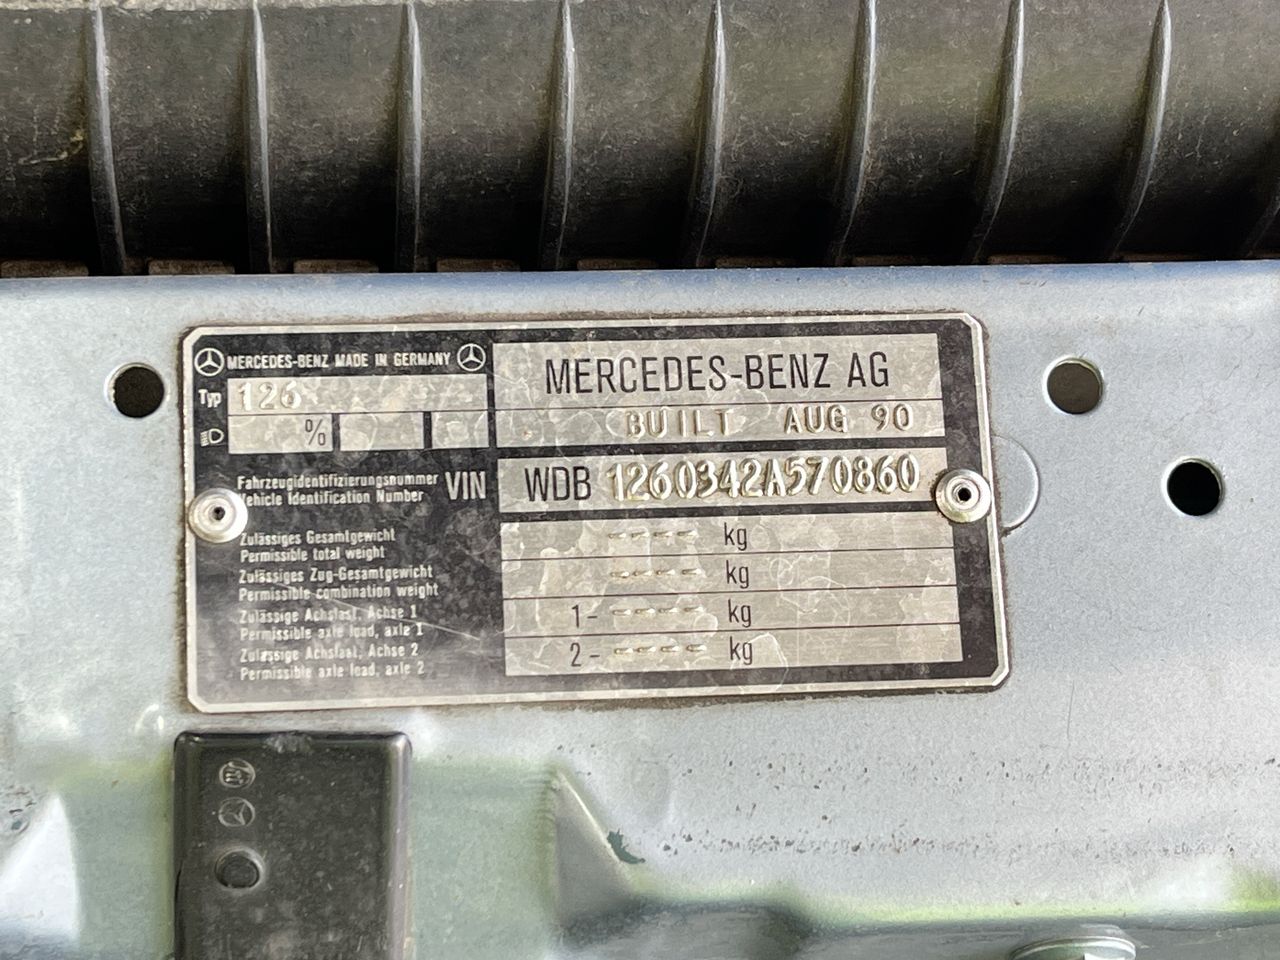 MERCEDES-BENZ MADE IN GERMANY
MERCEDES-BENZ AG
Typ 126
%
BUILT AUG 90
Fahrzeugidentifizierungsnummer
Vehicle Identification Number
VIN
WDB 1260342A570860
Zulässiges Gesamtgewicht
Permissible total weight
---- kg
Zulässiges Zug-Gesamtgewicht
Permissible combination weight
---- kg
Zulässige Achslast, Achse 1
Permissible axle load, axle 1
1- ---- kg
Zulässige Achslast, Achse 2
Permissible axle load, axle 2
2- ---- kg